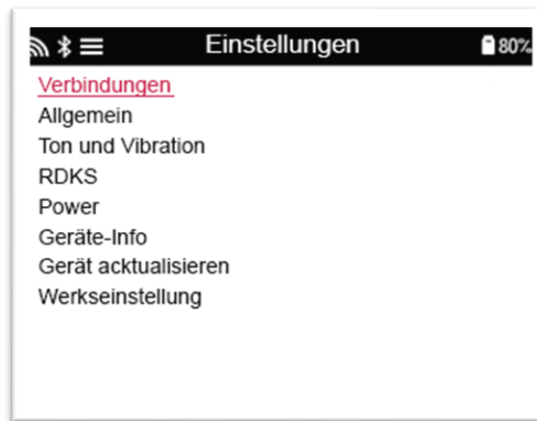 Einstellungen 80%
Verbindungen
Allgemein
Ton und Vibration
RDKS
Power
Geräte-Info
Gerät acktualisieren
Werkseinstellung